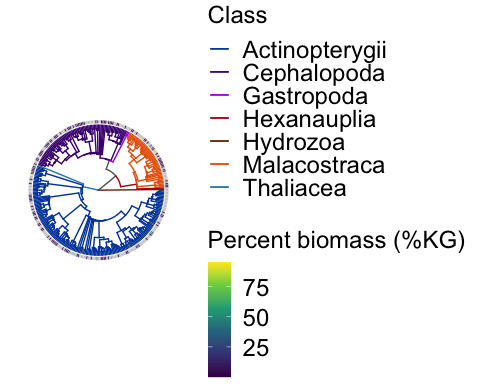 Class
Actinopterygii
Cephalopoda
Gastropoda
Hexanauplia
Hydrozoa
Malacostraca
Thaliacea
Percent biomass (%KG)
75
50
25